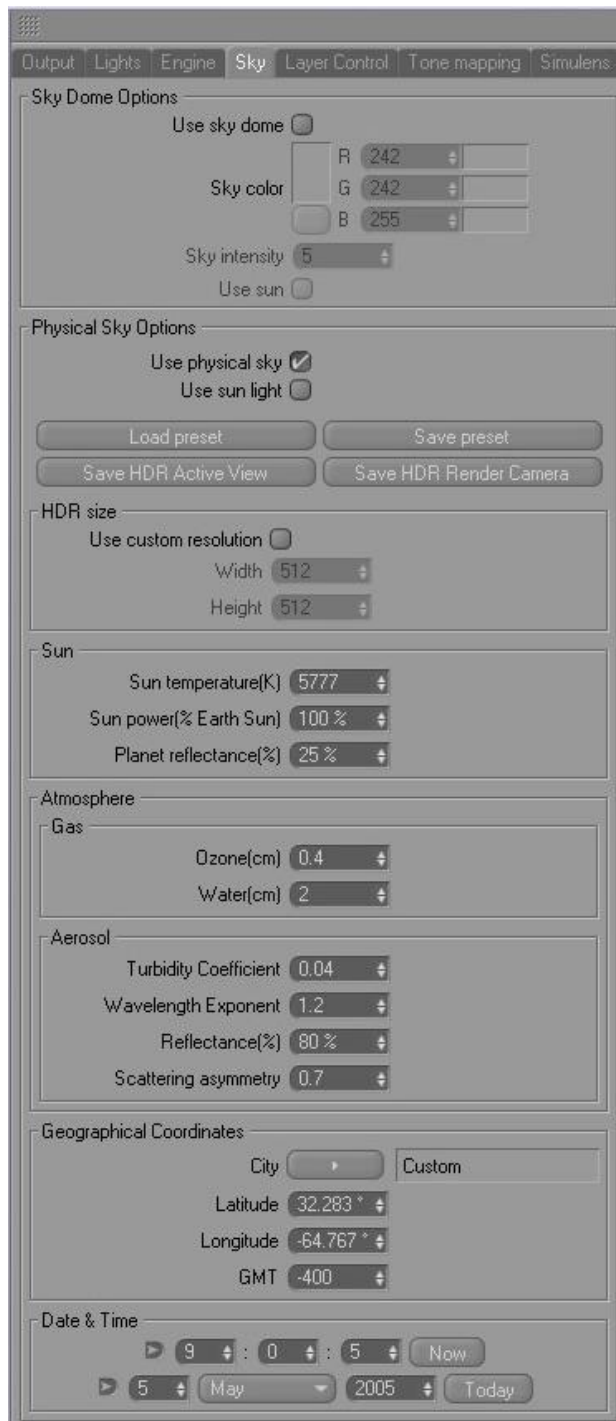 Output Lights Engine Sky Layer Control Tone mapping Simulens
Sky Dome Options
Use sky dome
Sky color
R 242
G 242
B 255
Sky intensity 5
Use sun
Physical Sky Options
Use physical sky
Use sun light
Load preset Save preset
Save HDR Active View Save HDR Render Camera
HDR size
Use custom resolution
Width 512
Height 512
Sun
Sun temperature(K) 5777
Sun power(% Earth Sun) 100 %
Planet reflectance(%) 25 %
Atmosphere
Gas
Ozone(cm) 0.4
Water(cm) 2
Aerosol
Turbidity Coefficient 0.04
Wavelength Exponent 1.2
Reflectance(%) 80 %
Scattering asymmetry 0.7
Geographical Coordinates
City Custom
Latitude 32.283 °
Longitude -64.767 °
GMT -400
Date & Time
9 : 0 : 5 Now
5 May 2005 Today